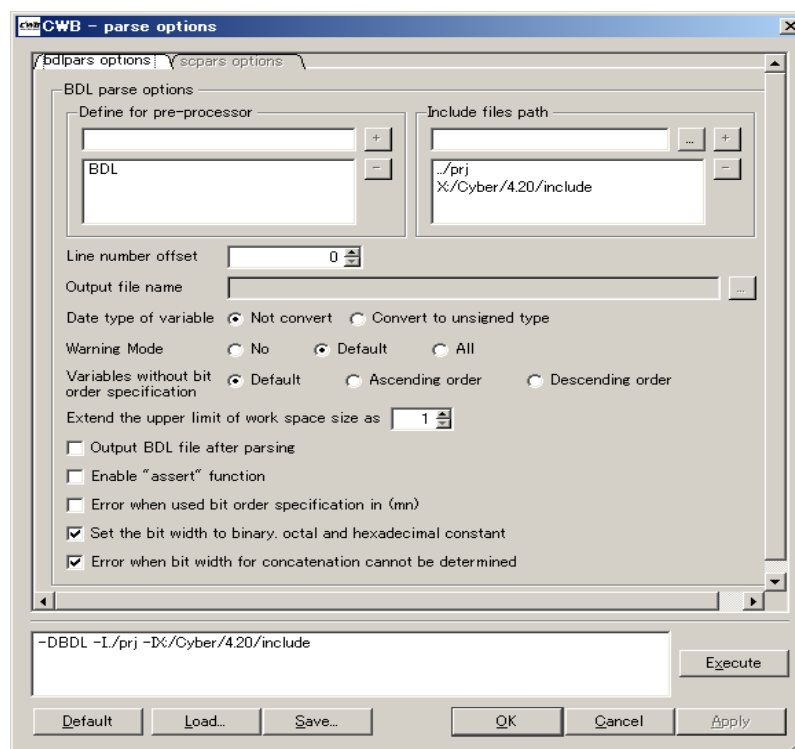 CWB - parse options
bdlpars options
scpars options
BDL parse options
Define for pre-processor
Include files path
+
... +
BDL
-
../prj
X:/Cyber/4.20/include
-
Line number offset 0
Output file name ...
Date type of variable Not convert Convert to unsigned type
Warning Mode No Default All
Variables without bit
order specification Default Ascending order Descending order
Extend the upper limit of work space size as 1
Output BDL file after parsing
Enable "assert" function
Error when used bit order specification in (mn)
Set the bit width to binary. octal and hexadecimal constant
Error when bit width for concatenation cannot be determined
-DBDL -I../prj -IX:/Cyber/4.20/include
Execute
Default Load... Save... OK Cancel Apply